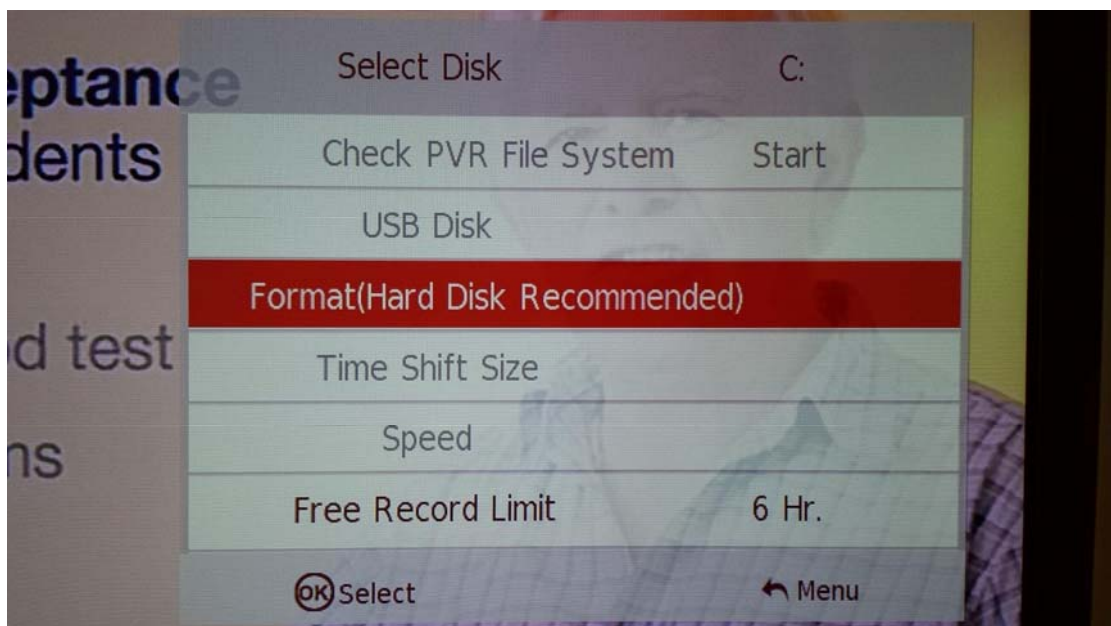 eptance
dents
d test
ns
Select Disk C:
Check PVR File System Start
USB Disk
Format(Hard Disk Recommended)
Time Shift Size
Speed
Free Record Limit 6 Hr.
OK Select Menu